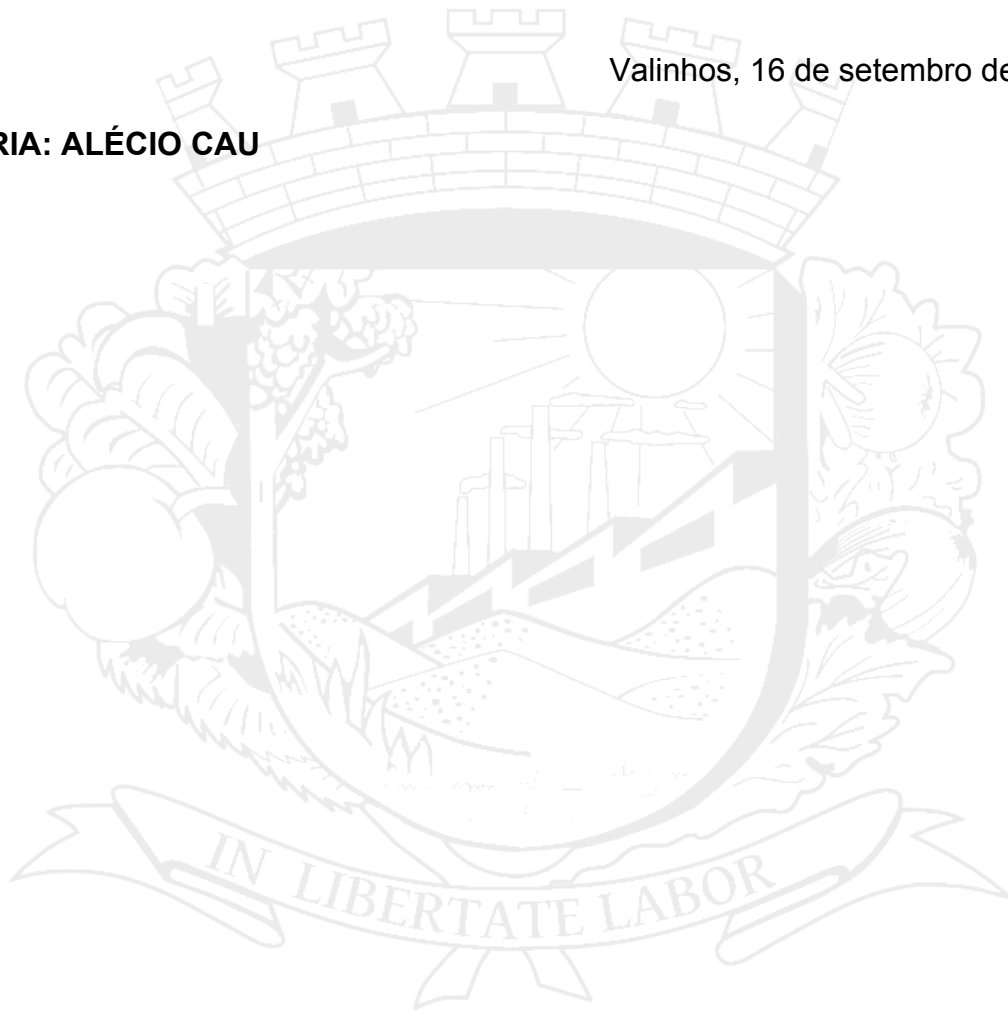 Valinhos, 16 de setembro de
RIA: ALÉCIO CAU
IN LIBERTATE LABOR